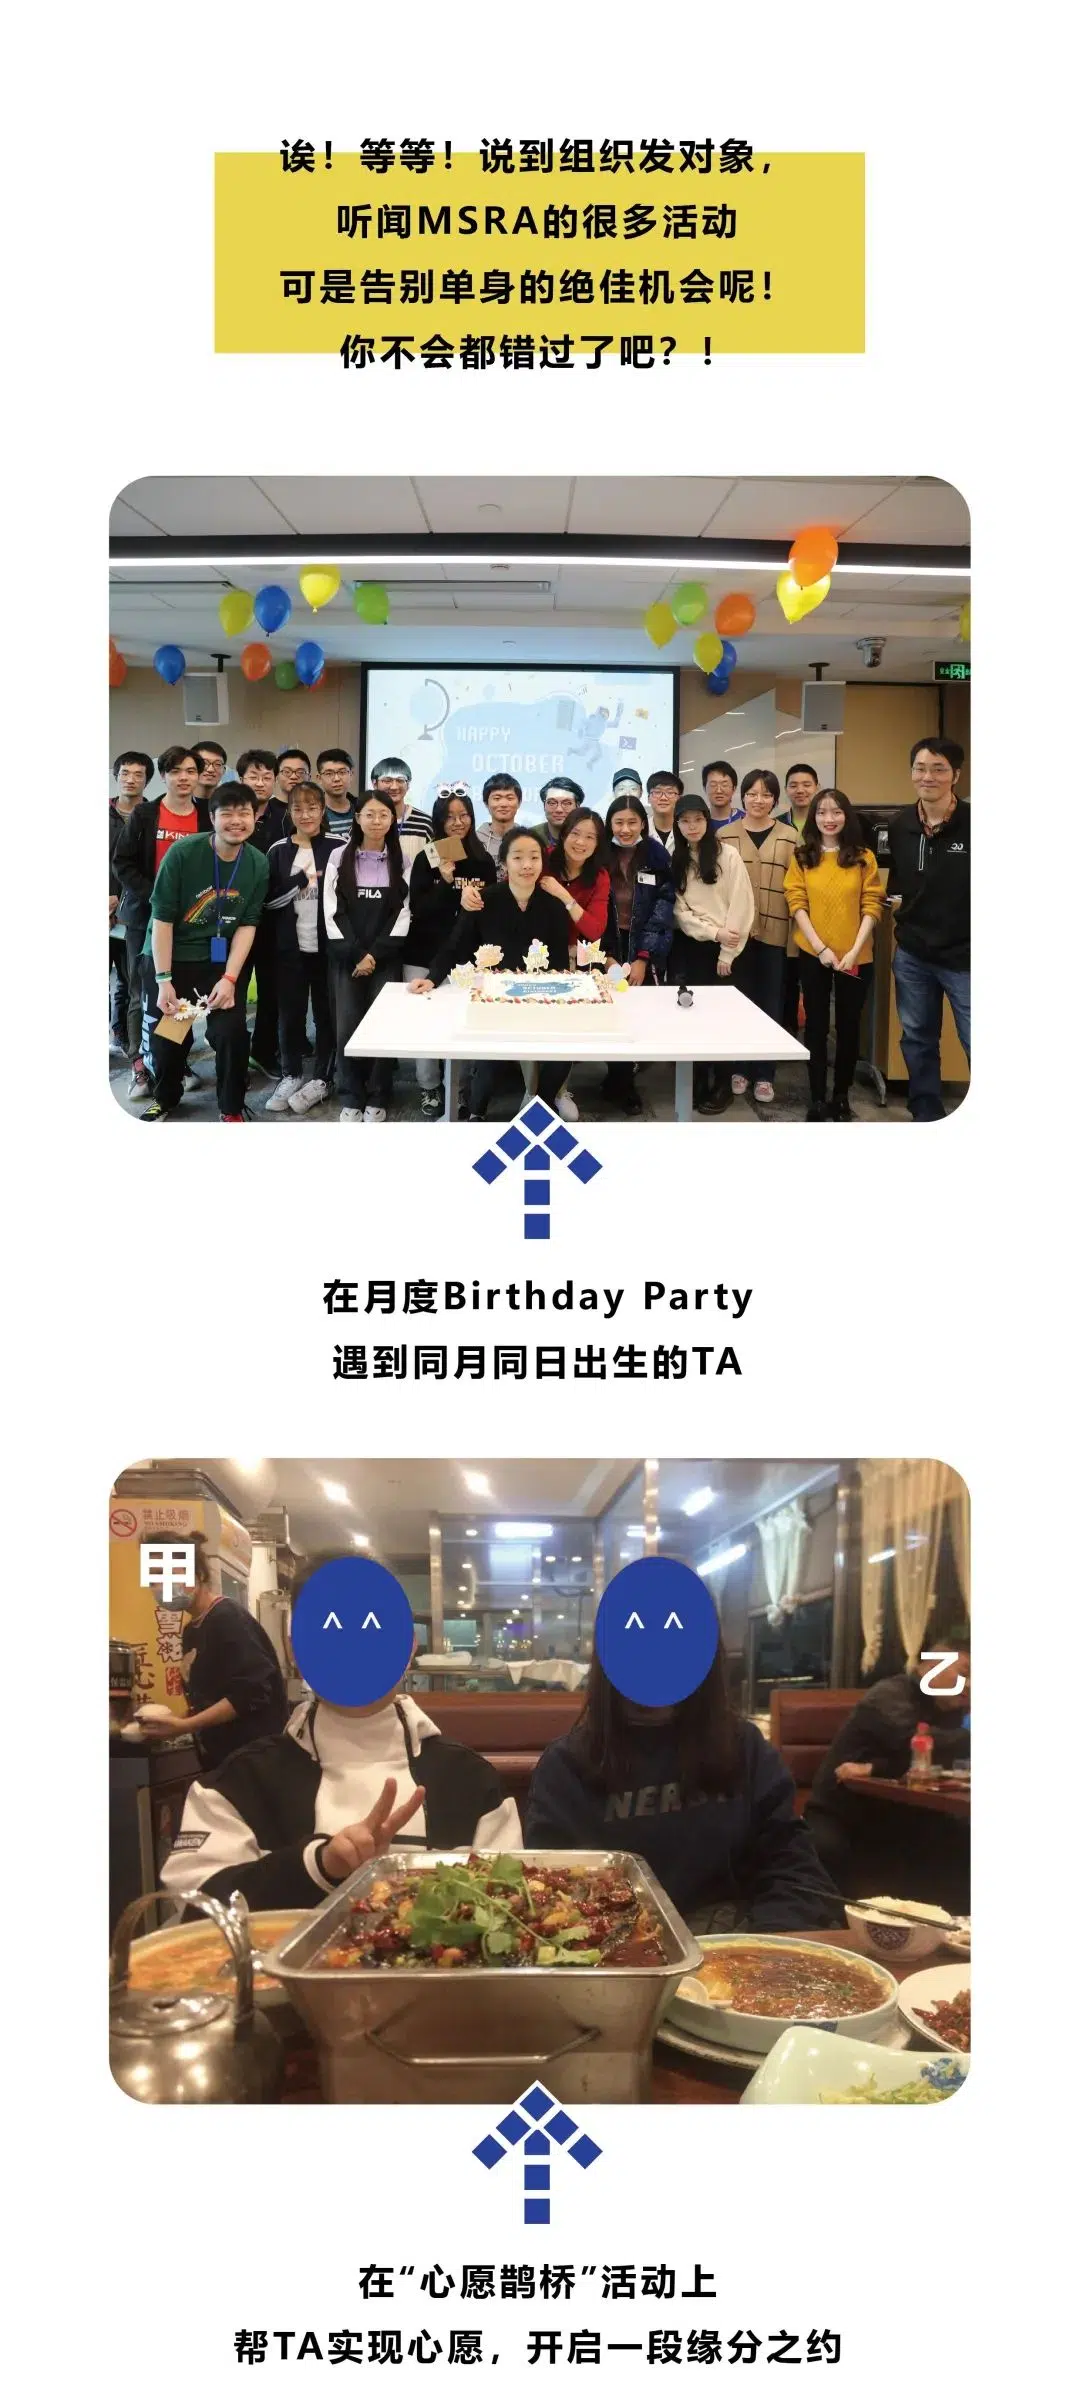 诶！等等！说到组织发对象，
听闻MSRA的很多活动
可是告别单身的绝佳机会呢！
你不会都错过了吧？！
HAPPY
OCTOBER
FILA
在月度Birthday Party
遇到同月同日出生的TA
禁止吸烟
NO SMOKING
甲
乙
在“心愿鹊桥”活动上
帮TA实现心愿，开启一段缘分之约